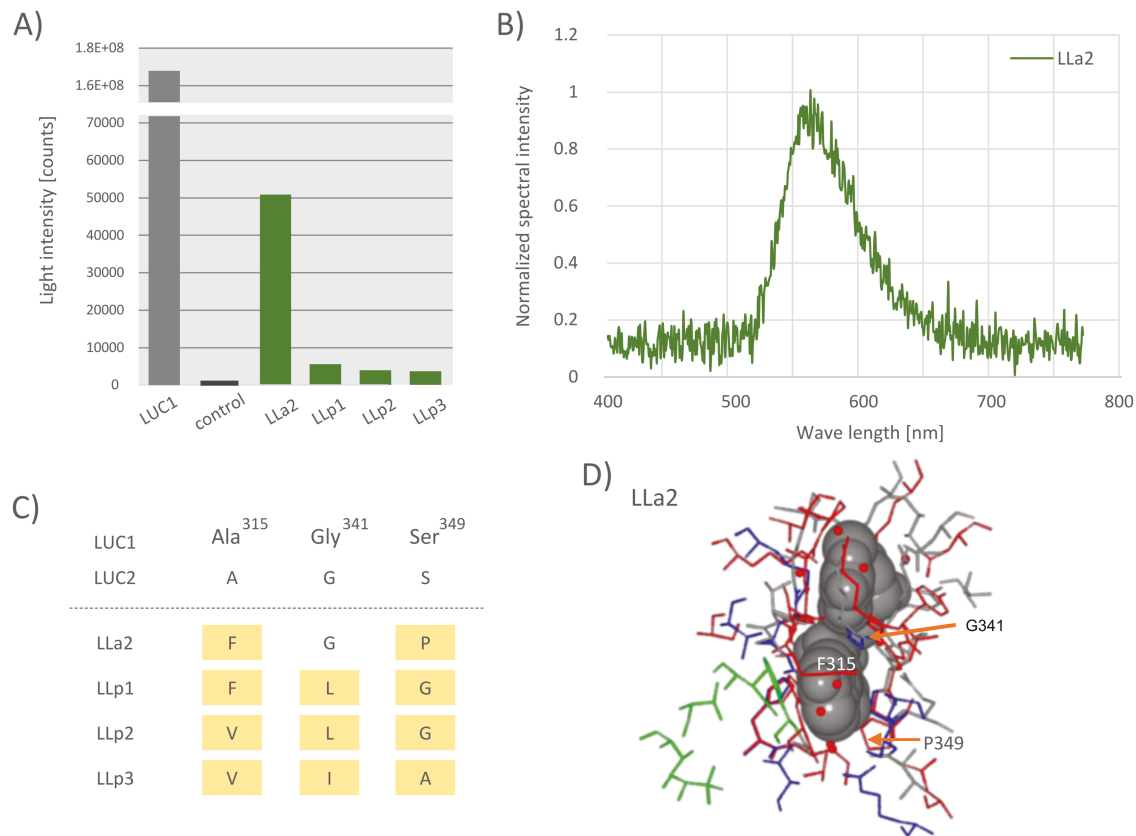 A)
1.8E+08
1.6E+08
70000
60000
50000
40000
30000
20000
10000
0
Light intensity [counts]
LUC1 control LLa2 LLp1 LLp2 LLp3
B)
1.2
1
0.8
0.6
0.4
0.2
0
Normalized spectral intensity
LLa2
400 500 600 700 800
Wave length [nm]
C)
LUC1 Ala315 Gly341 Ser349
LUC2 A G S
LLa2 F G P
LLp1 F L G
LLp2 V L G
LLp3 V I A
D)
LLa2
G341
F315
P349